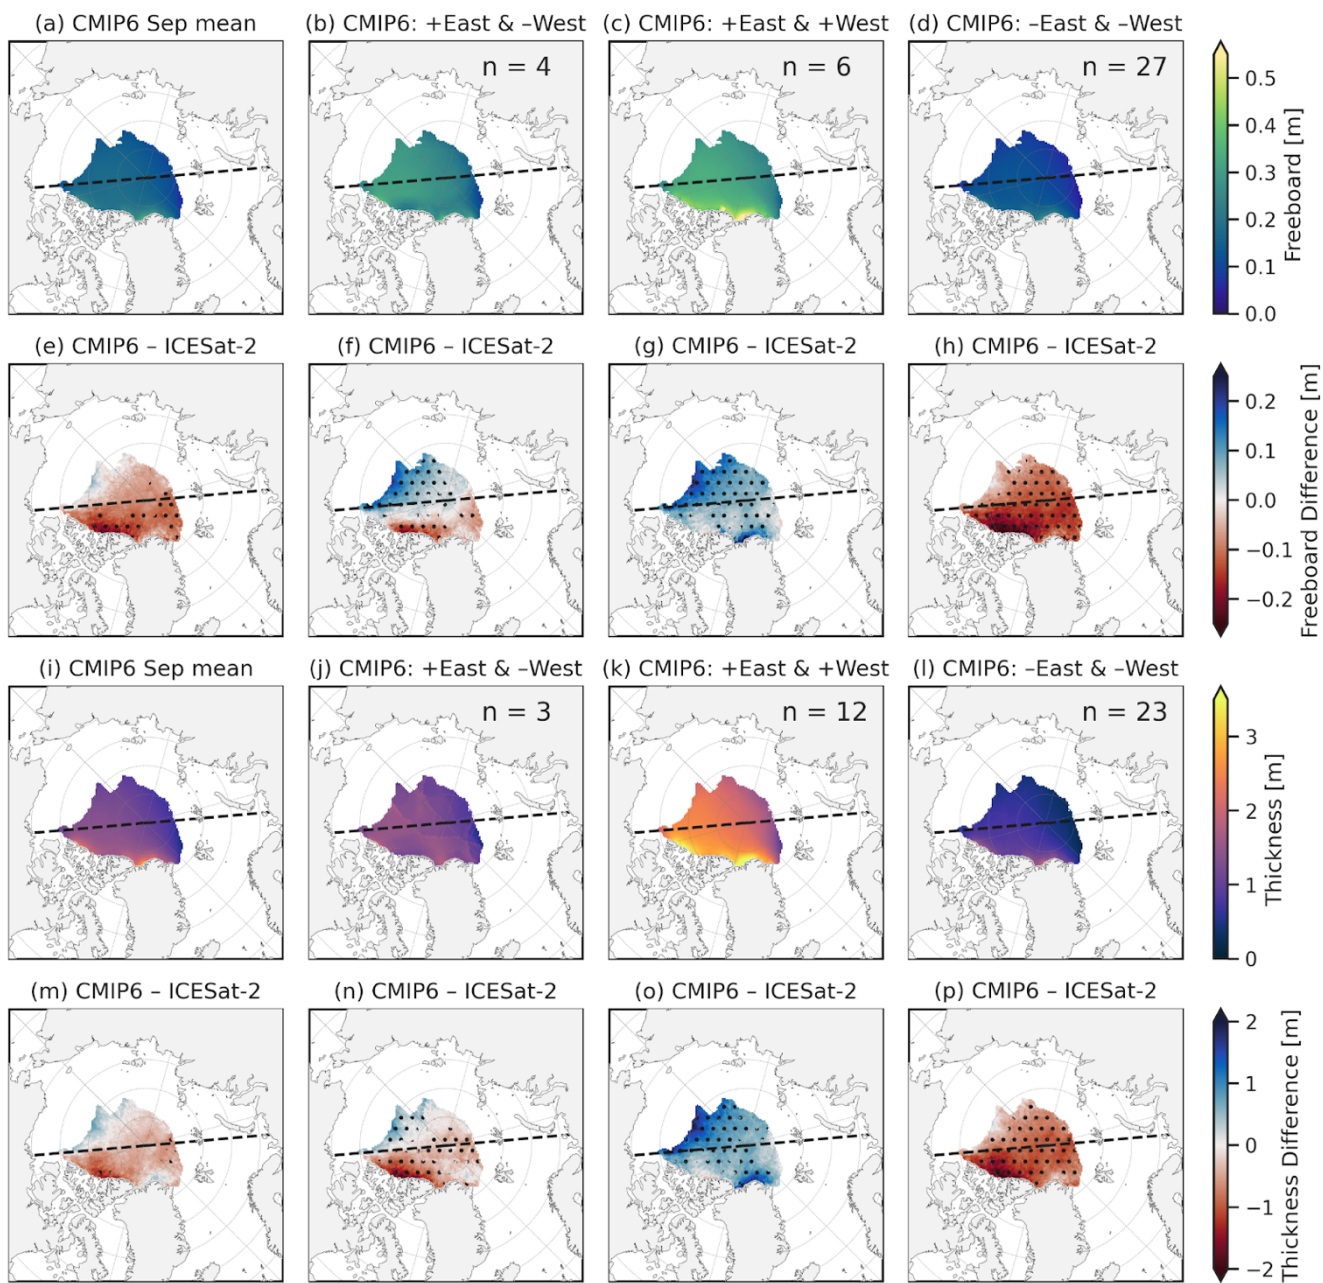 (a) CMIP6 Sep mean
(b) CMIP6: +East & –West
(c) CMIP6: +East & +West
(d) CMIP6: –East & –West
n = 4
n = 6
n = 27
0.5
0.4
0.3
0.2
0.1
0.0
Freeboard [m]
(e) CMIP6 – ICESat-2
(f) CMIP6 – ICESat-2
(g) CMIP6 – ICESat-2
(h) CMIP6 – ICESat-2
0.2
0.1
0.0
−0.1
−0.2
Freeboard Difference [m]
(i) CMIP6 Sep mean
(j) CMIP6: +East & –West
(k) CMIP6: +East & +West
(l) CMIP6: –East & –West
n = 3
n = 12
n = 23
3
2
1
0
Thickness [m]
(m) CMIP6 – ICESat-2
(n) CMIP6 – ICESat-2
(o) CMIP6 – ICESat-2
(p) CMIP6 – ICESat-2
2
1
0
−1
−2
Thickness Difference [m]